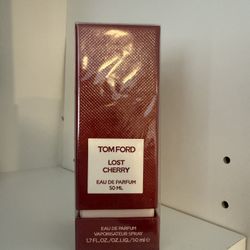 TOM FORD
LOST
CHERRY
EAU DE PARFUM
50 ML
EAU DE PARFUM
VAPORISATEUR SPRAY
1.7 FL.OZ./OZ.LIQ./50 ml e